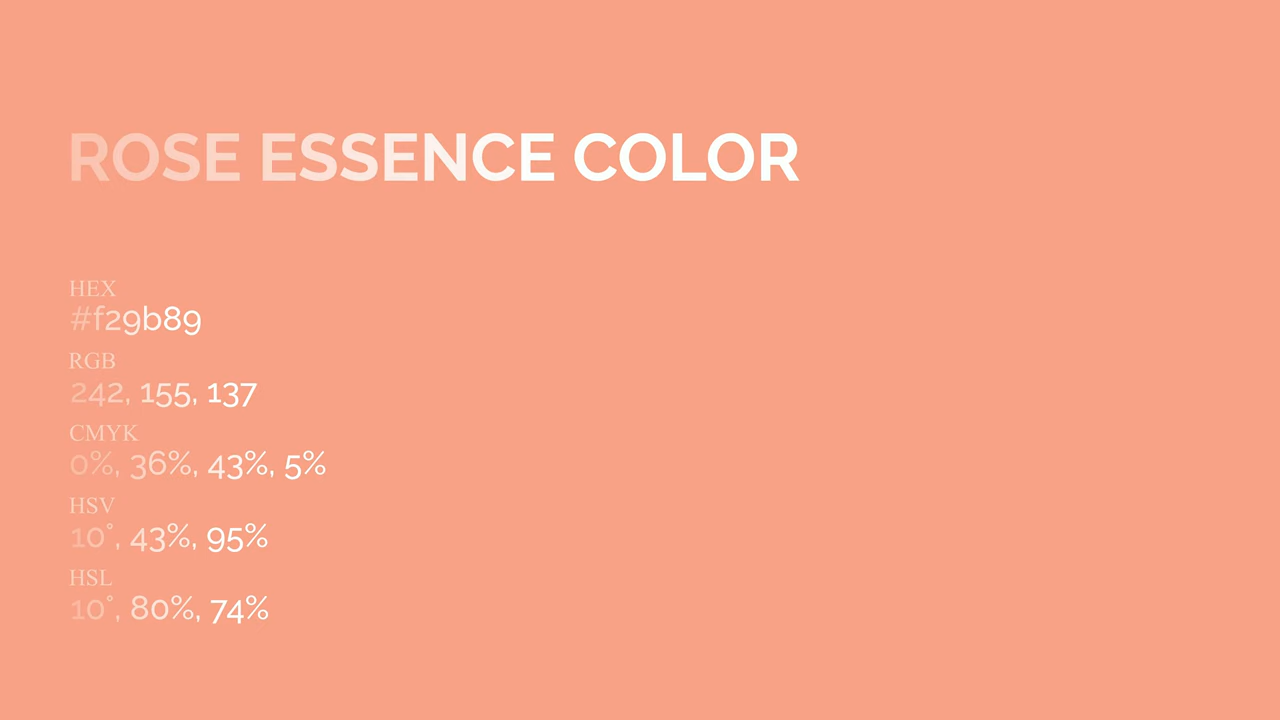 ROSE ESSENCE COLOR
HEX
#f29b89
RGB
242, 155, 137
CMYK
0%, 36%, 43%, 5%
HSV
10°, 43%, 95%
HSL
10°, 80%, 74%